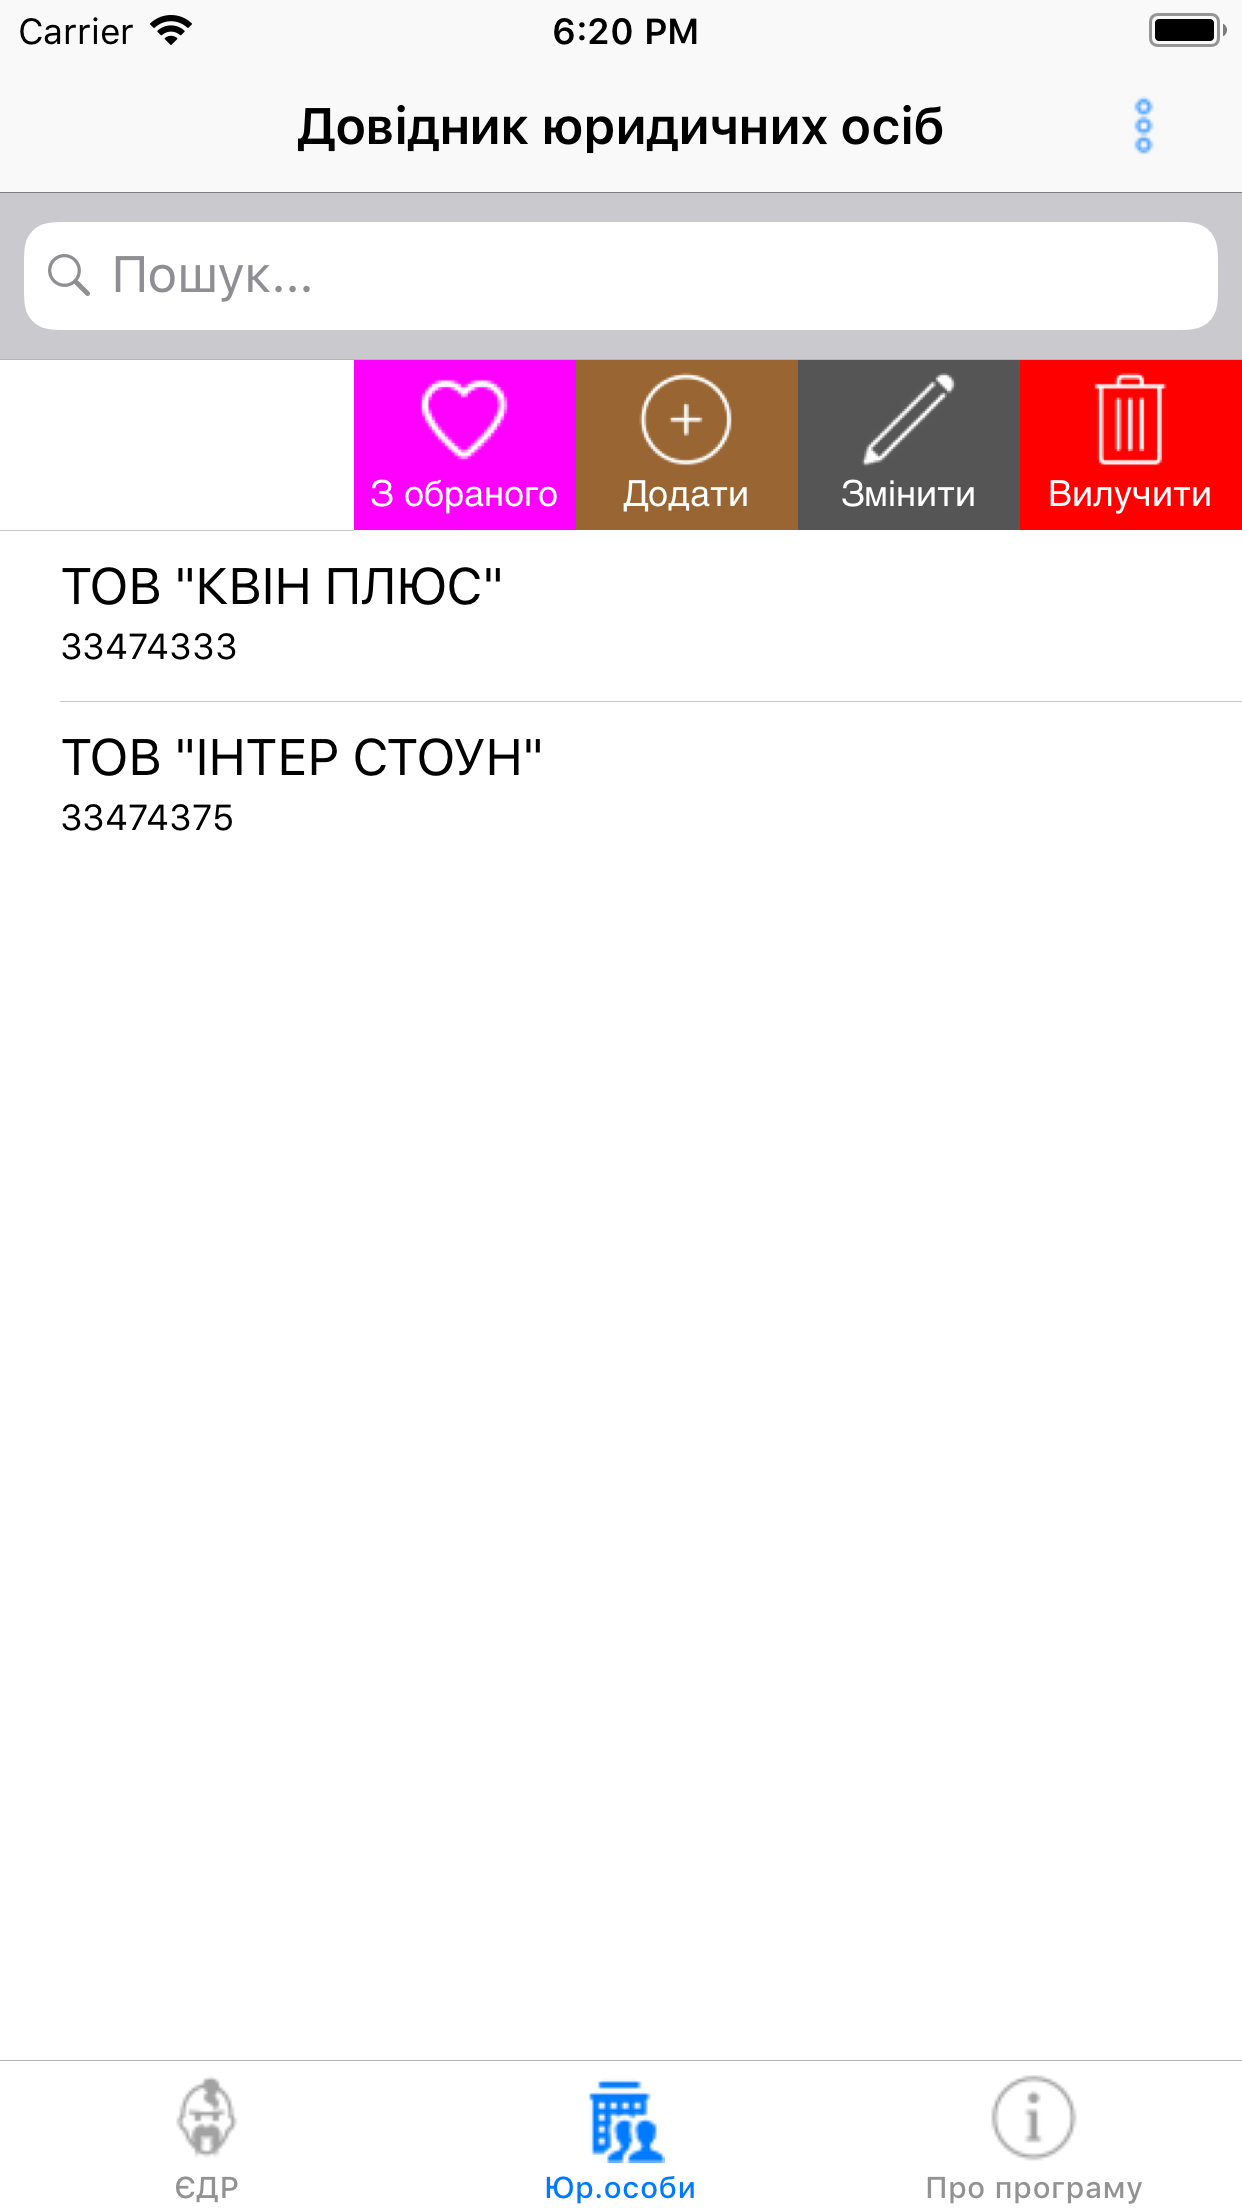 Carrier 6:20 PM
Довідник юридичних осіб
Пошук...
З обраного Додати Змінити Вилучити
ТОВ "КВІН ПЛЮС"
33474333
ТОВ "ІНТЕР СТОУН"
33474375
ЄДР Юр.особи Про програму